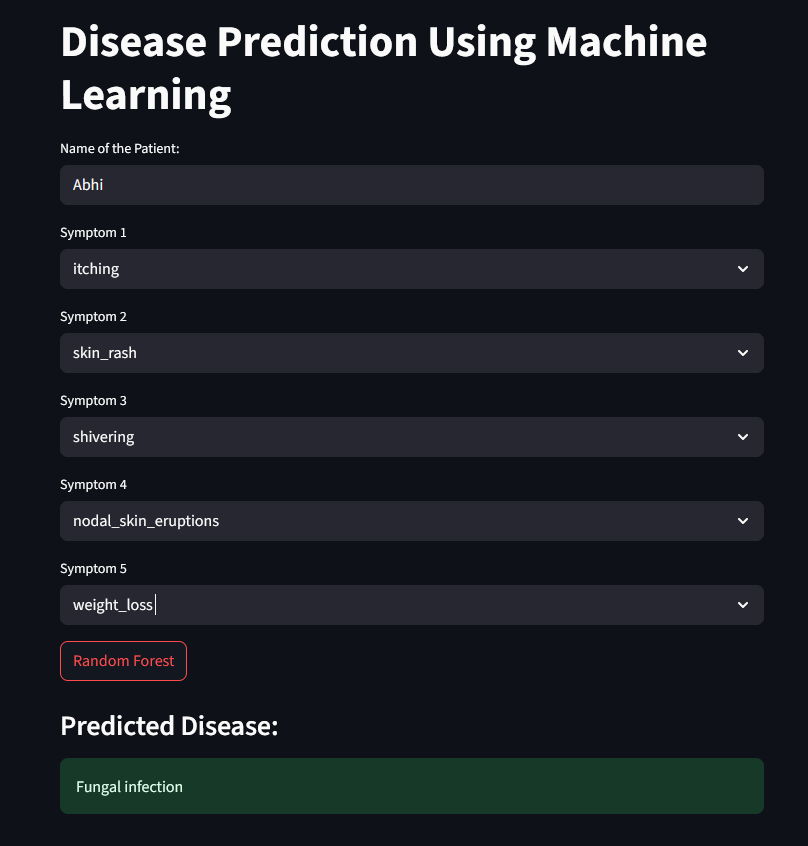 Disease Prediction Using Machine
Learning
Name of the Patient:
Abhi
Symptom 1
itching
Symptom 2
skin_rash
Symptom 3
shivering
Symptom 4
nodal_skin_eruptions
Symptom 5
weight_loss
Random Forest
Predicted Disease:
Fungal infection